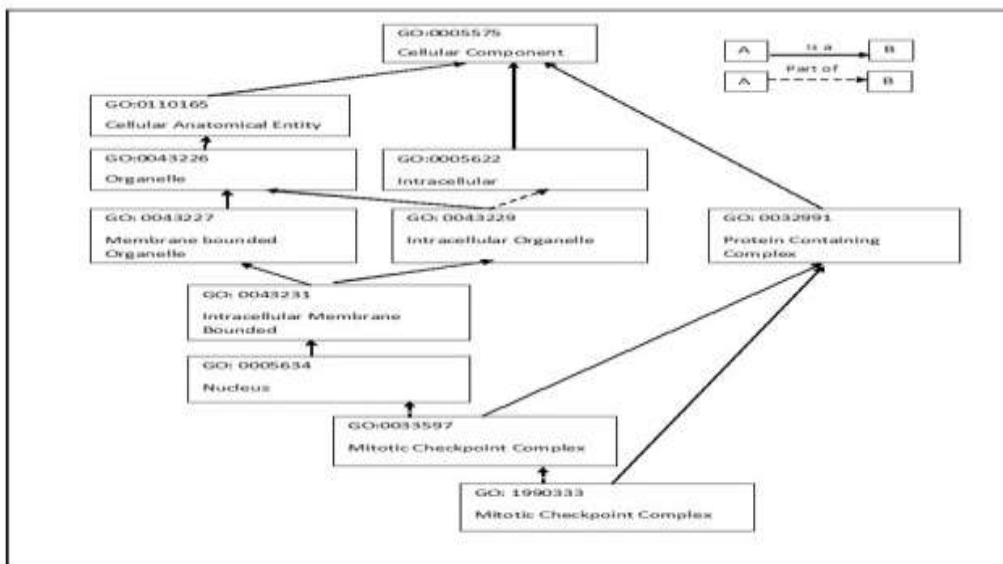 GO:0005575
Cellular Component
A
Is a
B
A
Part of
B
GO:0110165
Cellular Anatomical Entity
GO:0043226
Organelle
GO:0005622
Intracellular
GO: 0043227
Membrane bounded
Organelle
GO: 0043229
Intracellular Organelle
GO: 0032991
Protein Containing
Complex
GO: 0043231
Intracellular Membrane
Bounded
GO: 0005634
Nucleus
GO:0033597
Mitotic Checkpoint Complex
GO: 1990333
Mitotic Checkpoint Complex